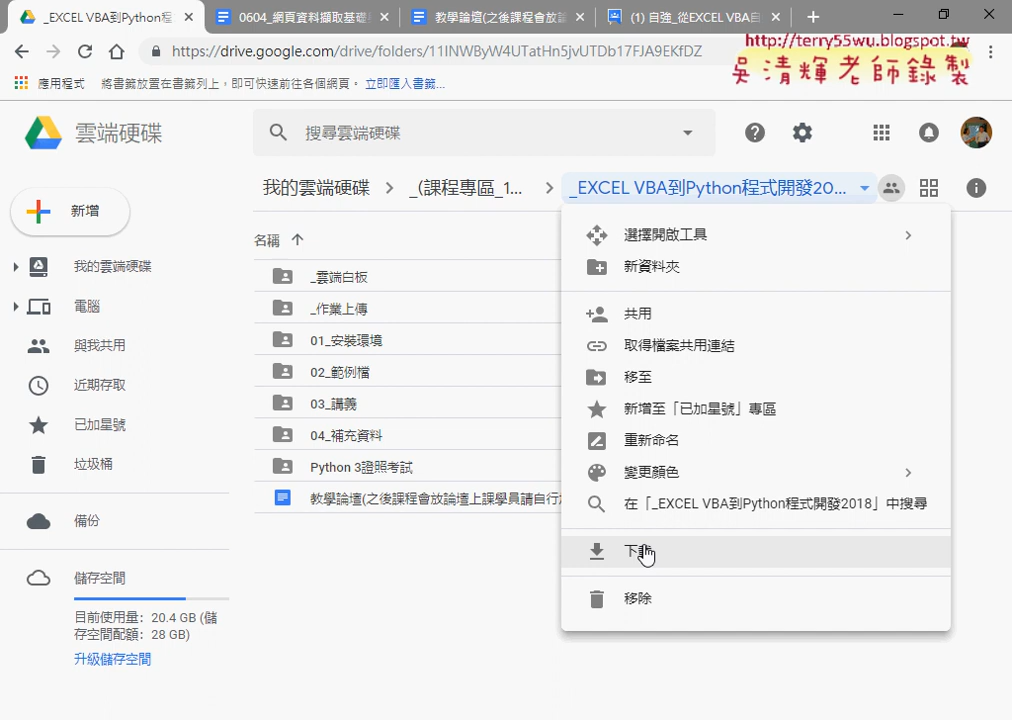 _EXCEL VBA到Python程
0604_網頁資料擷取基礎
教學論壇(之後課程會放論
(1) 自強_從EXCEL VBA自
https://drive.google.com/drive/folders/11INWByW4UTatHn5jvUTDb17FJA9EKfDZ
http://terry55wu.blogspot.tw
吳清輝老師錄製
應用程式
將書籤放置在書籤列上，即可快速前往各個網頁。
立即匯入書籤...
雲端硬碟
搜尋雲端硬碟
我的雲端硬碟
_(課程專區_1...
_EXCEL VBA到Python程式開發20...
新增
我的雲端硬碟
電腦
與我共用
近期存取
已加星號
垃圾桶
備份
儲存空間
目前使用量：20.4 GB (儲
存空間配額：28 GB)
升級儲存空間
名稱
_雲端白板
_作業上傳
01_安裝環境
02_範例檔
03_講義
04_補充資料
Python 3證照考試
教學論壇(之後課程會放論壇上課學員請自行
選擇開啟工具
新資料夾
共用
取得檔案共用連結
移至
新增至「已加星號」專區
重新命名
變更顏色
在「_EXCEL VBA到Python程式開發2018」中搜尋
下載
移除